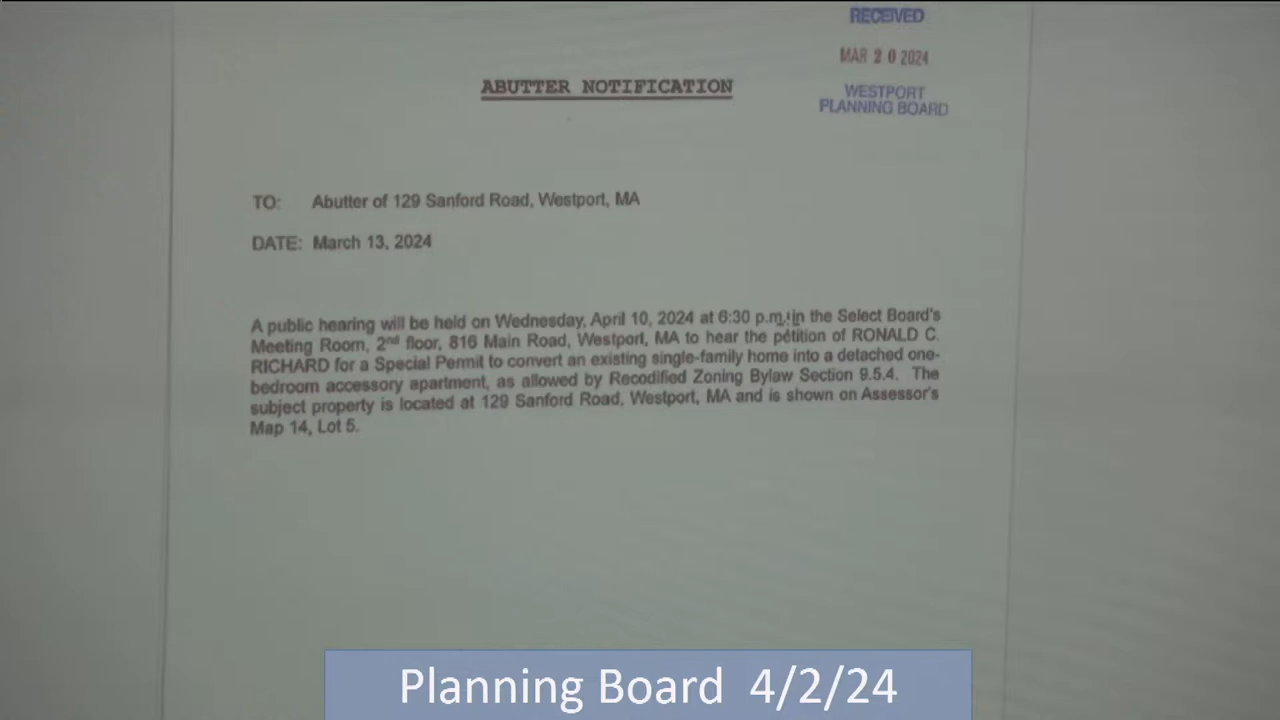 RECEIVED
MAR 20 2024
WESTPORT
PLANNING BOARD
ABUTTER NOTIFICATION
TO: Abutter of 129 Sanford Road, Westport, MA
DATE: March 13, 2024
A public hearing will be held on Wednesday, April 10, 2024 at 6:30 p.m. in the Select Board's
Meeting Room, 2nd floor, 816 Main Road, Westport, MA to hear the petition of RONALD C.
RICHARD for a Special Permit to convert an existing single-family home into a detached one-
bedroom accessory apartment, as allowed by Recodified Zoning Bylaw Section 9.5.4. The
subject property is located at 129 Sanford Road, Westport, MA and is shown on Assessor's
Map 14, Lot 5.
Planning Board 4/2/24